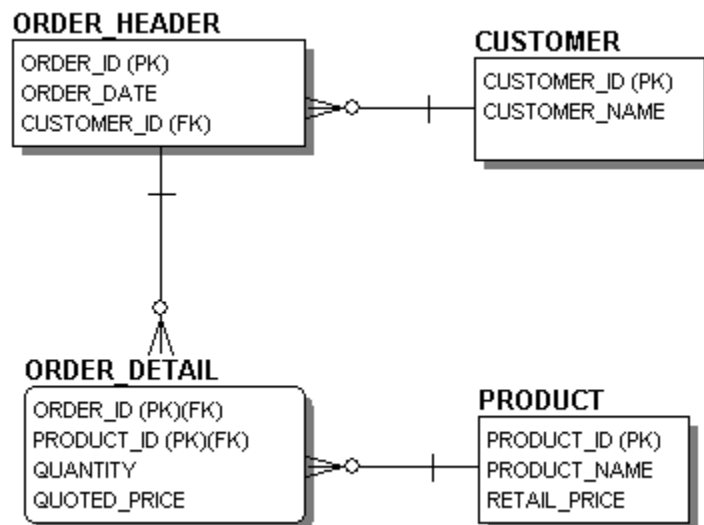 ORDER_HEADER
ORDER_ID (PK)
ORDER_DATE
CUSTOMER_ID (FK)
CUSTOMER
CUSTOMER_ID (PK)
CUSTOMER_NAME
ORDER_DETAIL
ORDER_ID (PK)(FK)
PRODUCT_ID (PK)(FK)
QUANTITY
QUOTED_PRICE
PRODUCT
PRODUCT_ID (PK)
PRODUCT_NAME
RETAIL_PRICE